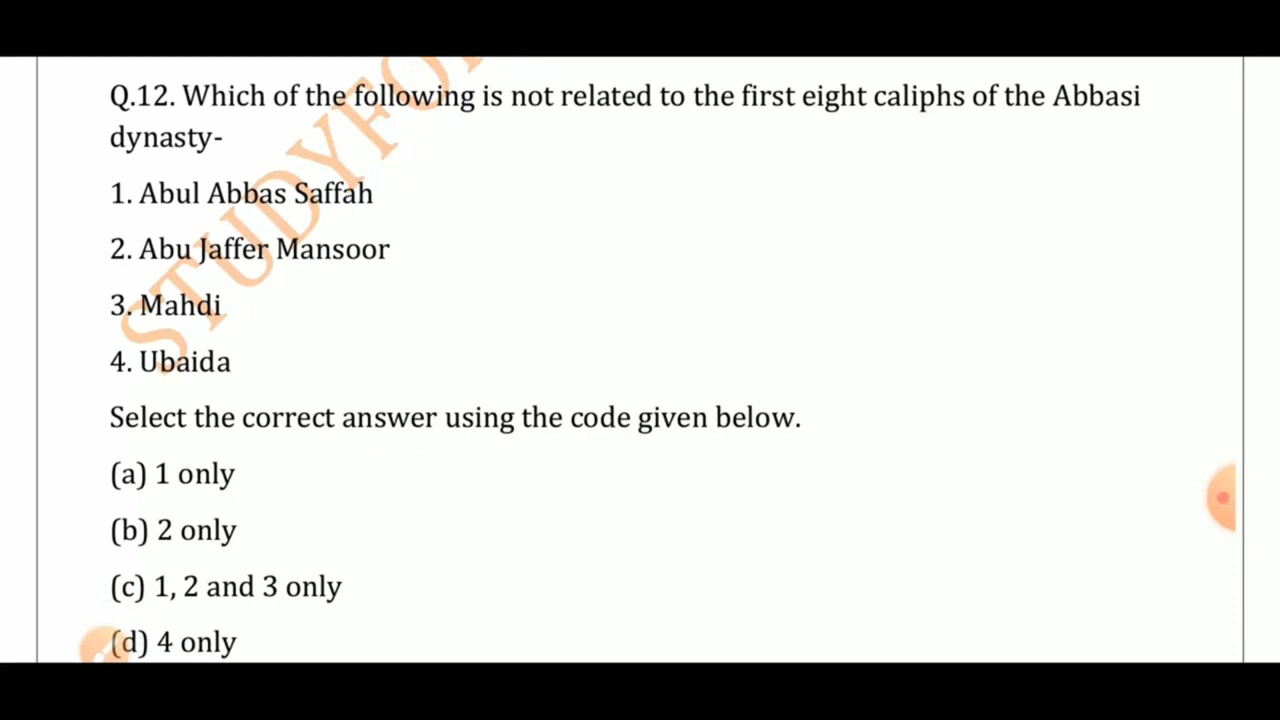 Q.12. Which of the following is not related to the first eight caliphs of the Abbasi
dynasty-
1. Abul Abbas Saffah
2. Abu Jaffer Mansoor
3. Mahdi
4. Ubaida
Select the correct answer using the code given below.
(a) 1 only
(b) 2 only
(c) 1, 2 and 3 only
(d) 4 only
STUDYFO